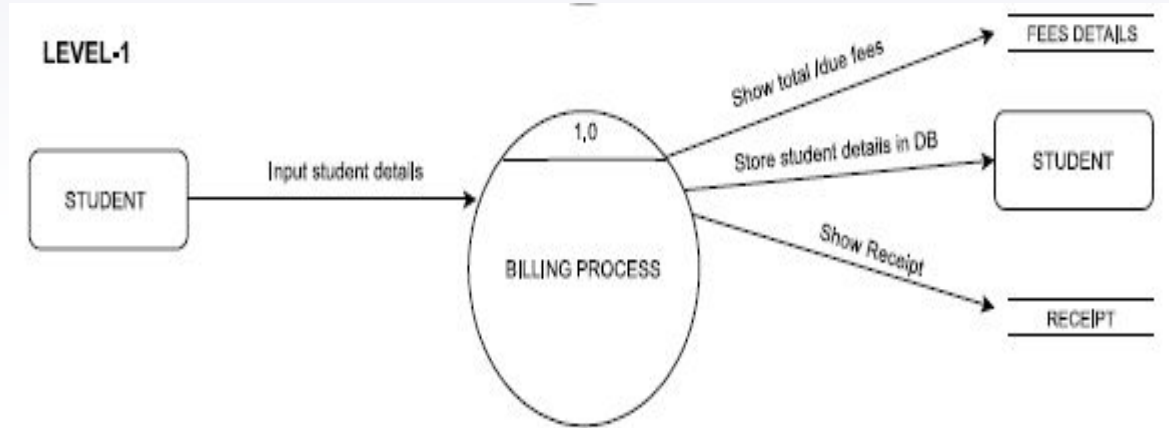 LEVEL-1
FEES DETAILS
Show total /due fees
1,0
Store student details in DB
STUDENT
Input student details
STUDENT
BILLING PROCESS
Show Receipt
RECEIPT